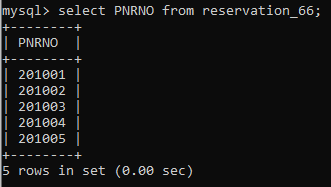 mysql> select PNRNO from reservation_66;
+--------+
| PNRNO  |
+--------+
| 201001 |
| 201002 |
| 201003 |
| 201004 |
| 201005 |
+--------+
5 rows in set (0.00 sec)